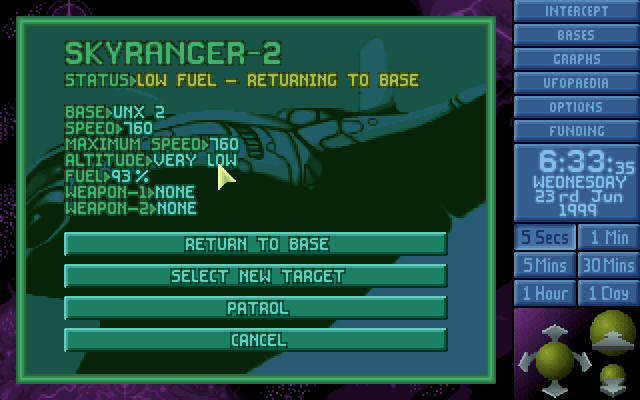 SKYRANGER-2
STATUS>LOW FUEL - RETURNING TO BASE
BASE>UNX 2
SPEED>760
MAXIMUM SPEED>760
ALTITUDE>VERY LOW
FUEL>93%
WEAPON-1>NONE
WEAPON-2>NONE
RETURN TO BASE
SELECT NEW TARGET
PATROL
CANCEL
INTERCEPT
BASES
GRAPHS
UFOPAEDIA
OPTIONS
FUNDING
6:33:35
WEDNESDAY
23rd Jun
1999
5 Secs
1 Min
5 Mins
30 Mins
1 Hour
1 Day